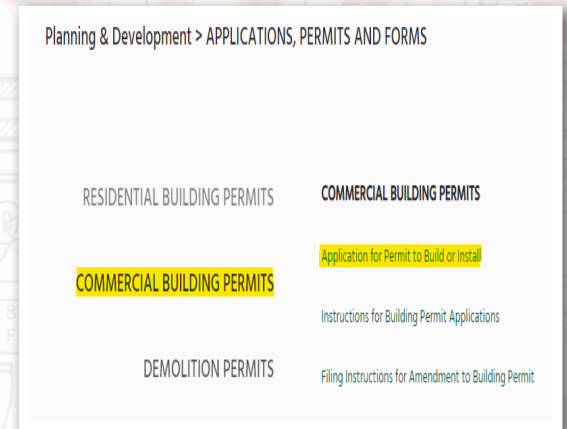 Planning & Development > APPLICATIONS, PERMITS AND FORMS
RESIDENTIAL BUILDING PERMITS
COMMERCIAL BUILDING PERMITS
DEMOLITION PERMITS
COMMERCIAL BUILDING PERMITS
Application for Permit to Build or Install
Instructions for Building Permit Applications
Filing Instructions for Amendment to Building Permit